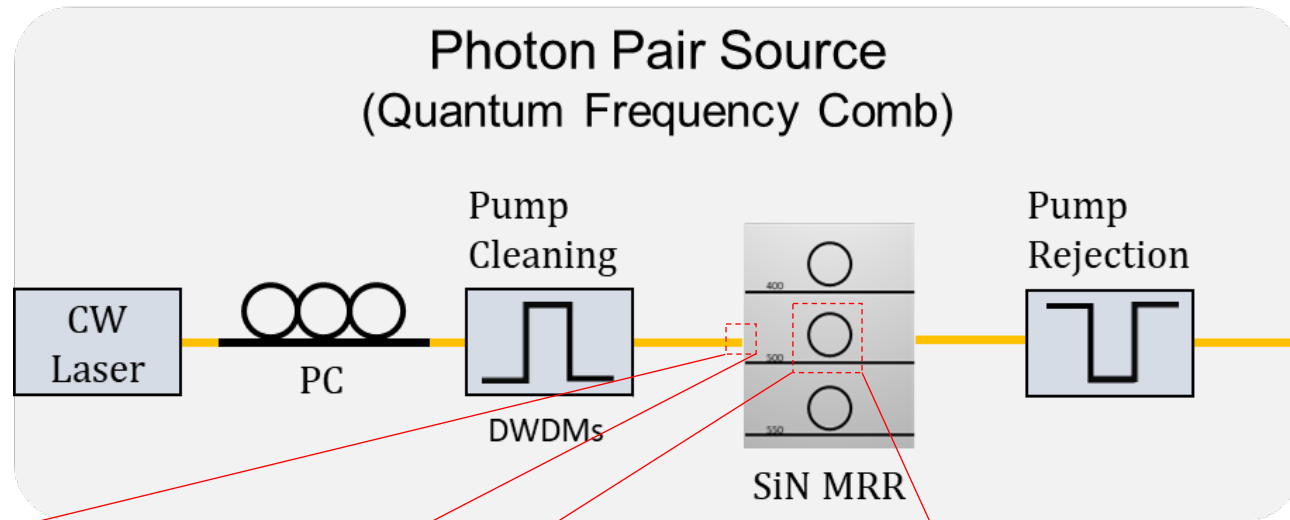 Photon Pair Source
(Quantum Frequency Comb)
Pump
Cleaning
Pump
Rejection
CW
Laser
PC
DWDMs
400
500
550
SiN MRR